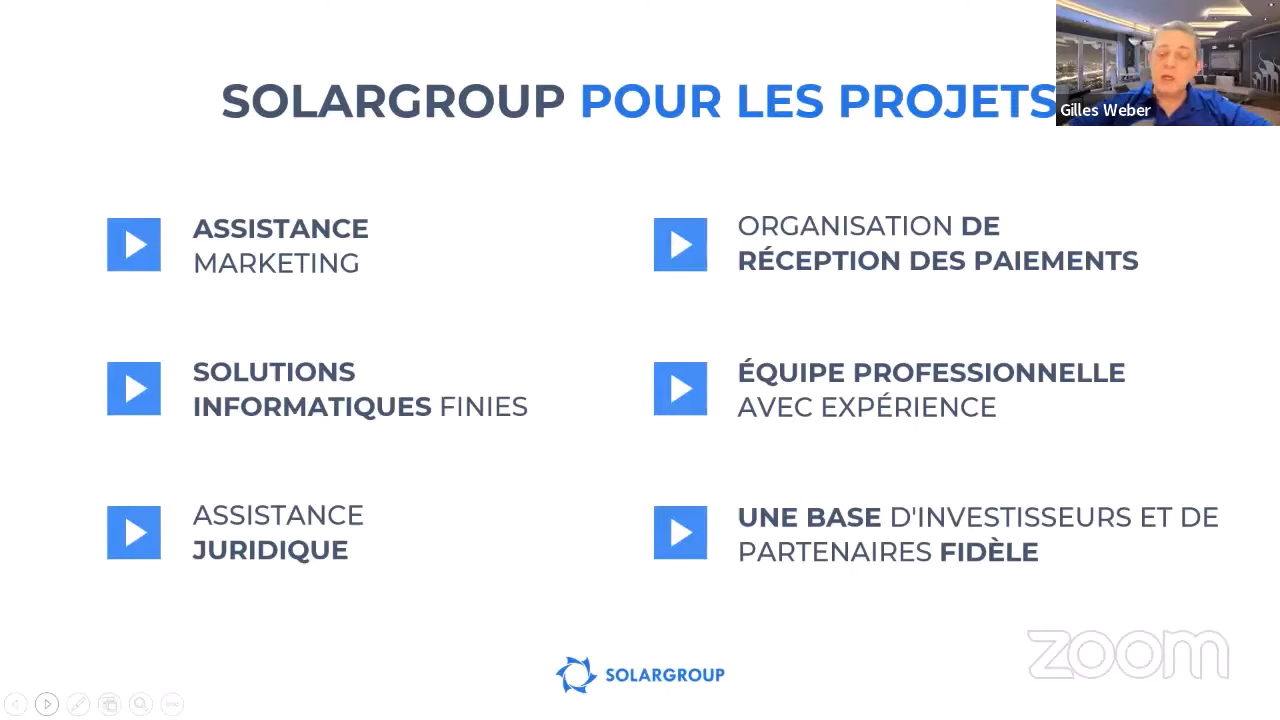 SOLARGROUP POUR LES PROJETS
Gilles Weber
ASSISTANCE
MARKETING
ORGANISATION DE
RÉCEPTION DES PAIEMENTS
SOLUTIONS
INFORMATIQUES FINIES
ÉQUIPE PROFESSIONNELLE
AVEC EXPÉRIENCE
ASSISTANCE
JURIDIQUE
UNE BASE D'INVESTISSEURS ET DE
PARTENAIRES FIDÈLE
zoom
SOLARGROUP